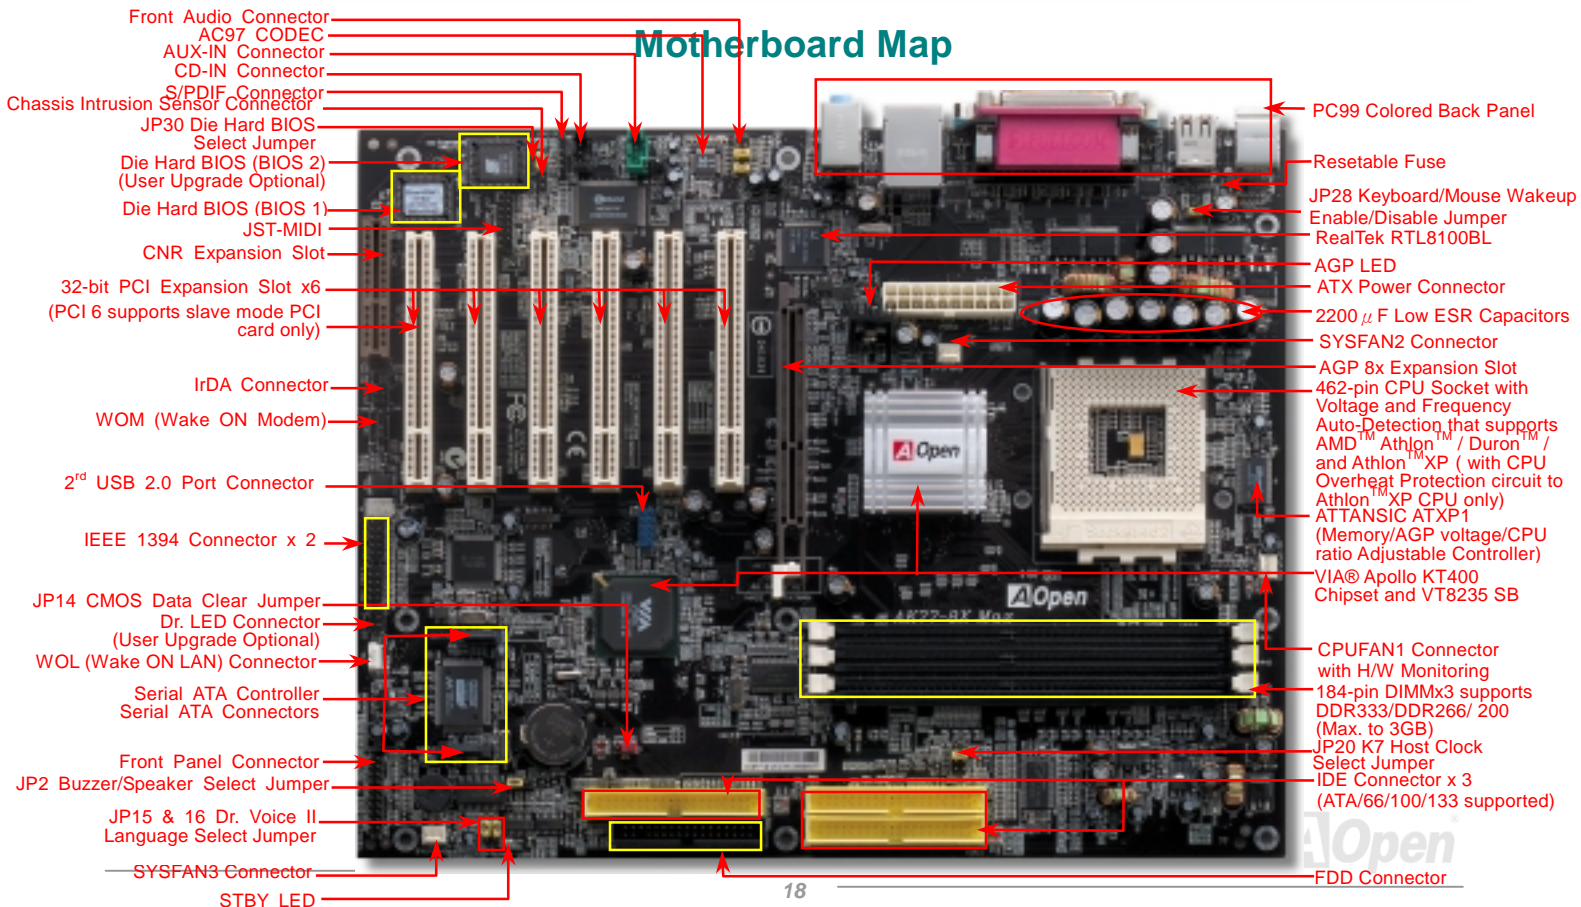 Motherboard Map
Front Audio Connector
AC97 CODEC
AUX-IN Connector
CD-IN Connector
S/PDIF Connector
Chassis Intrusion Sensor Connector
JP30 Die Hard BIOS
Select Jumper
Die Hard BIOS (BIOS 2)
(User Upgrade Optional)
Die Hard BIOS (BIOS 1)
JST-MIDI
CNR Expansion Slot
32-bit PCI Expansion Slot x6
(PCI 6 supports slave mode PCI
card only)
IrDA Connector
WOM (Wake ON Modem)
2rd USB 2.0 Port Connector
IEEE 1394 Connector x 2
JP14 CMOS Data Clear Jumper
Dr. LED Connector
(User Upgrade Optional)
WOL (Wake ON LAN) Connector
Serial ATA Controller
Serial ATA Connectors
Front Panel Connector
JP2 Buzzer/Speaker Select Jumper
JP15 & 16 Dr. Voice II
Language Select Jumper
SYSFAN3 Connector
STBY LED
PC99 Colored Back Panel
Resetable Fuse
JP28 Keyboard/Mouse Wakeup
Enable/Disable Jumper
RealTek RTL8100BL
AGP LED
ATX Power Connector
2200 μ F Low ESR Capacitors
SYSFAN2 Connector
AGP 8x Expansion Slot
462-pin CPU Socket with
Voltage and Frequency
Auto-Detection that supports
AMD™ Athlon™ / Duron™ /
and Athlon™XP ( with CPU
Overheat Protection circuit to
Athlon™XP CPU only)
ATTANSIC ATXP1
(Memory/AGP voltage/CPU
ratio Adjustable Controller)
VIA® Apollo KT400
Chipset and VT8235 SB
CPUFAN1 Connector
with H/W Monitoring
184-pin DIMMx3 supports
DDR333/DDR266/ 200
(Max. to 3GB)
JP20 K7 Host Clock
Select Jumper
IDE Connector x 3
(ATA/66/100/133 supported)
FDD Connector
AOpen
AOpen
AK77-8X Max
VIA
FC
CE
AOpen®
18